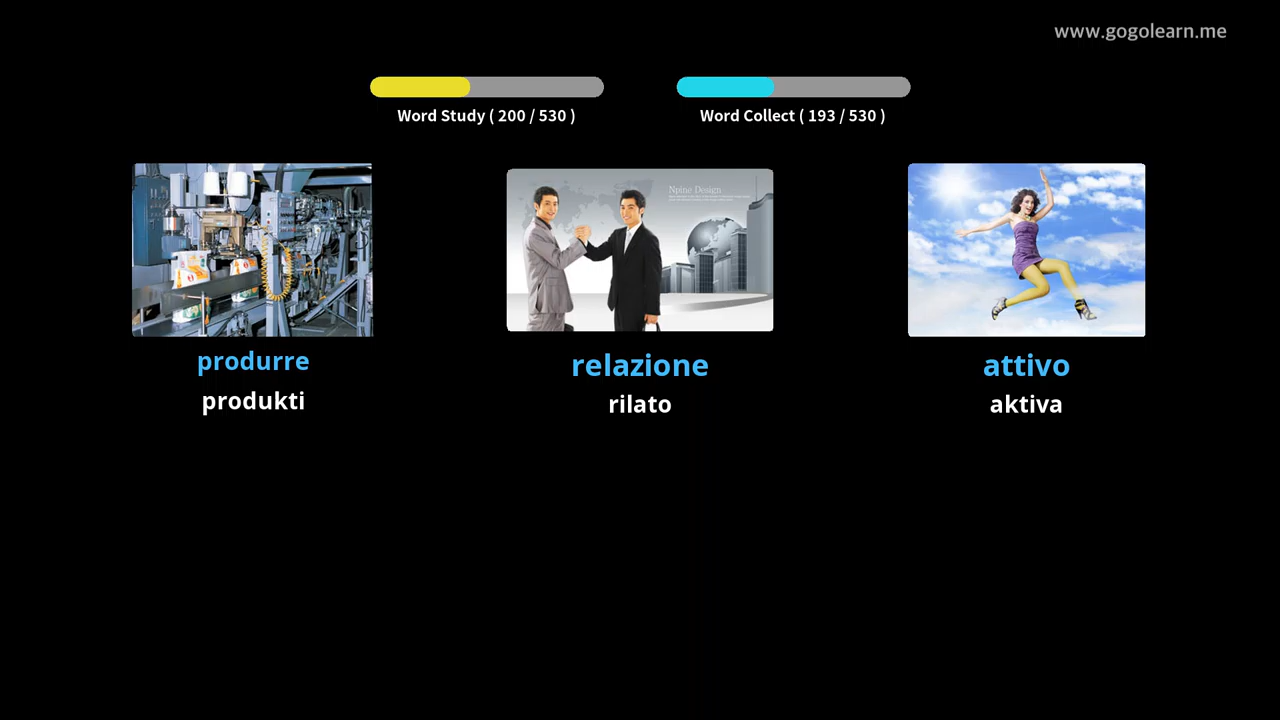 www.gogolearn.me
Word Study ( 200 / 530 )
Word Collect ( 193 / 530 )
Npine Design
produrre
relazione
attivo
produkti
rilato
aktiva